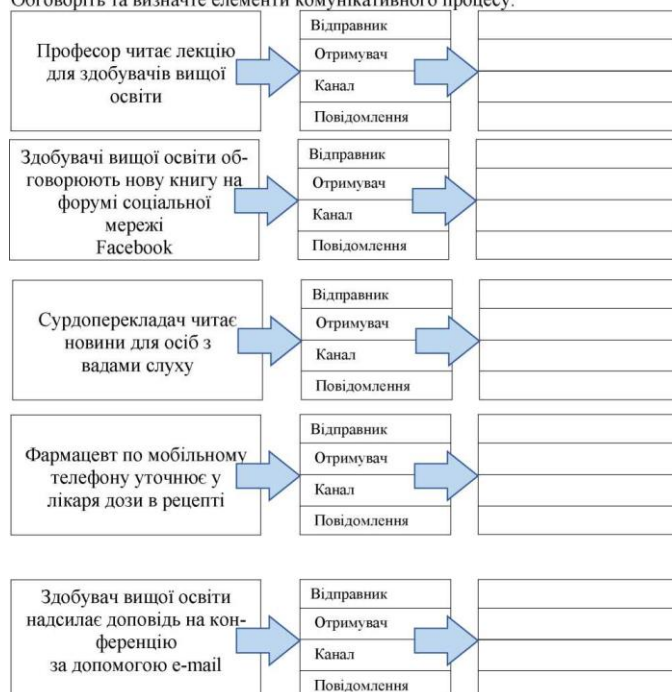 Обговоріть та визначте елементи комунікативного процесу.
Професор читає лекцію
для здобувачів вищої
освіти
Відправник
Отримувач
Канал
Повідомлення
Здобувачі вищої освіти об-
говорюють нову книгу на
форумі соціальної
мережі
Facebook
Відправник
Отримувач
Канал
Повідомлення
Сурдоперекладач читає
новини для осіб з
вадами слуху
Відправник
Отримувач
Канал
Повідомлення
Фармацевт по мобільному
телефону уточнює у
лікаря дози в рецепті
Відправник
Отримувач
Канал
Повідомлення
Здобувач вищої освіти
надсилає доповідь на кон-
ференцію
за допомогою e-mail
Відправник
Отримувач
Канал
Повідомлення